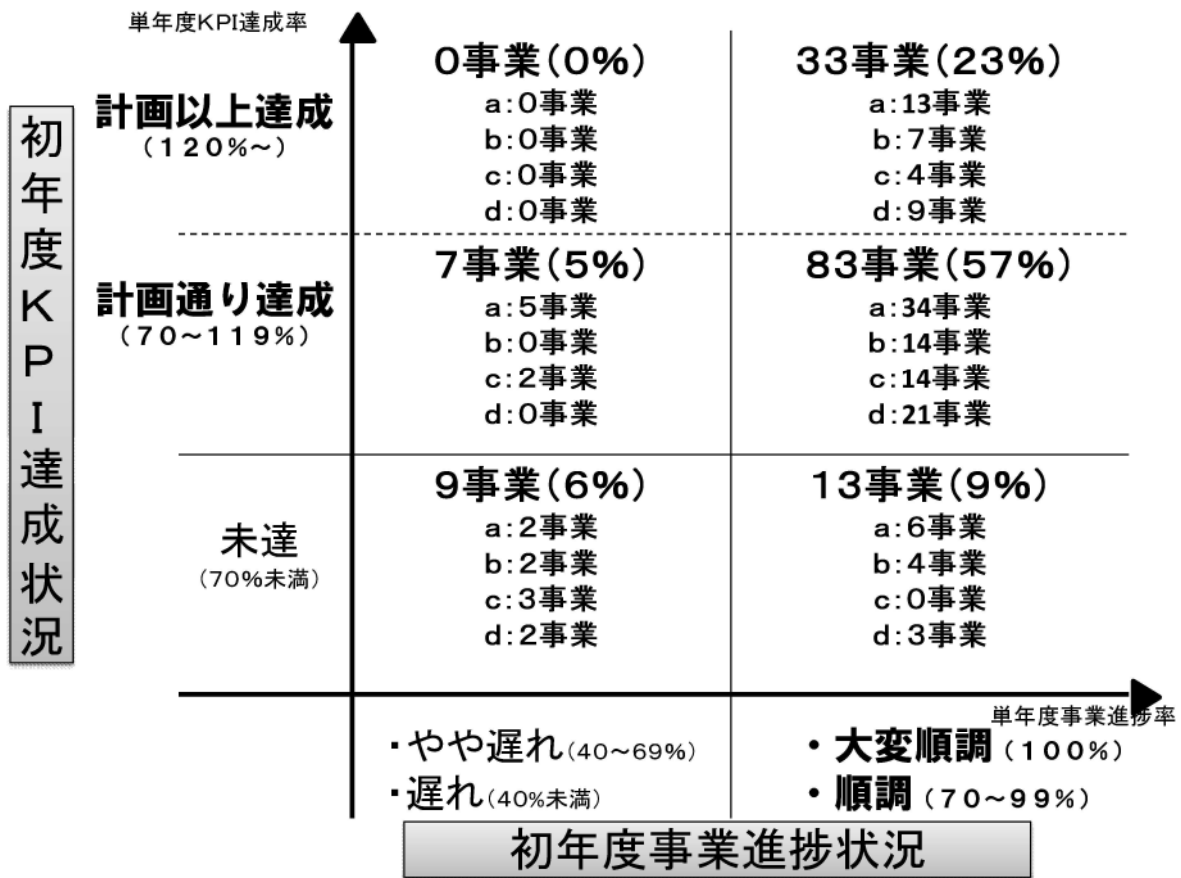 単年度KPI達成率
初年度KPI達成状況
計画以上達成
(120%～)
0事業(0%)
a:0事業
b:0事業
c:0事業
d:0事業
33事業(23%)
a:13事業
b:7事業
c:4事業
d:9事業
計画通り達成
(70～119%)
7事業(5%)
a:5事業
b:0事業
c:2事業
d:0事業
83事業(57%)
a:34事業
b:14事業
c:14事業
d:21事業
未達
(70%未満)
9事業(6%)
a:2事業
b:2事業
c:3事業
d:2事業
13事業(9%)
a:6事業
b:4事業
c:0事業
d:3事業
単年度事業進捗率
・やや遅れ(40～69%)
・遅れ(40%未満)
・大変順調(100%)
・順調(70～99%)
初年度事業進捗状況